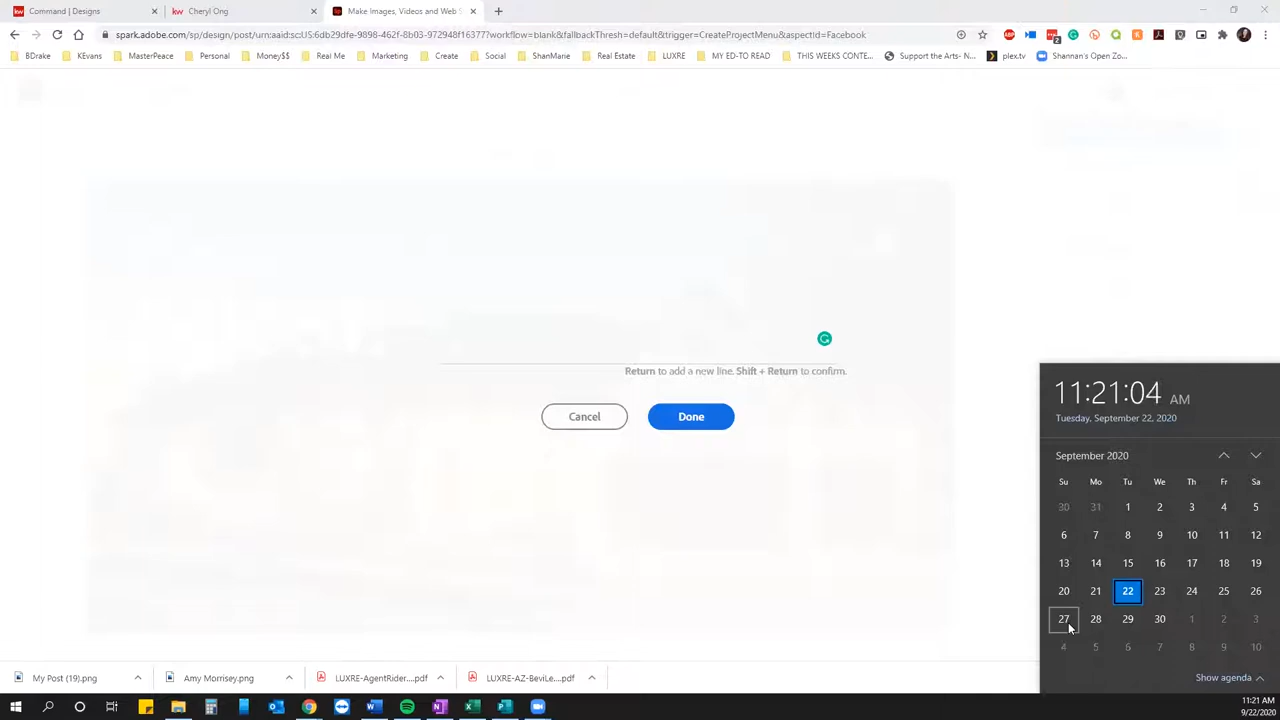 Command | Designs
Cheryl Ong
Make Images, Videos and Web S
spark.adobe.com/sp/design/post/urn:aaid:sc:US:6db29dfe-9898-462f-8b03-972948f16377?workflow=blank&fallbackThresh=default&trigger=CreateProjectMenu&aspectId=Facebook
BDrake KEvans MasterPeace Personal Money$$ Real Me Marketing Create Social ShanMarie Real Estate LUXRE MY ED-TO READ THIS WEEKS CONTE... Support the Arts- N... plex.tv Shannan's Open Zo...
Return to add a new line. Shift + Return to confirm.
Cancel Done
11:21:04 AM
Tuesday, September 22, 2020
September 2020
Su Mo Tu We Th Fr Sa
30 31 1 2 3 4 5
6 7 8 9 10 11 12
13 14 15 16 17 18 19
20 21 22 23 24 25 26
27 28 29 30 1 2 3
4 5 6 7 8 9 10
Show agenda
My Post (19).png Amy Morrisey.png LUXRE-AgentRider....pdf LUXRE-AZ-BeviLe....pdf
11:21 AM
9/22/2020